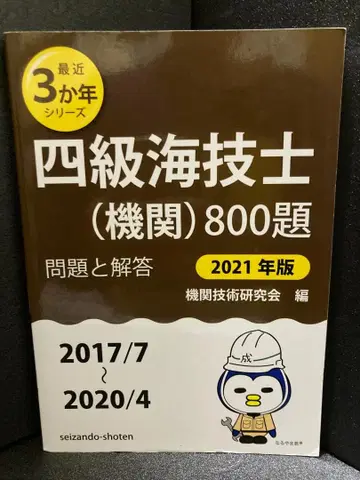 最近
3か年
シリーズ
四級海技士
（機関）800題
問題と解答
2021年版
機関技術研究会 編
2017/7
～
2020/4
成
seizando-shoten